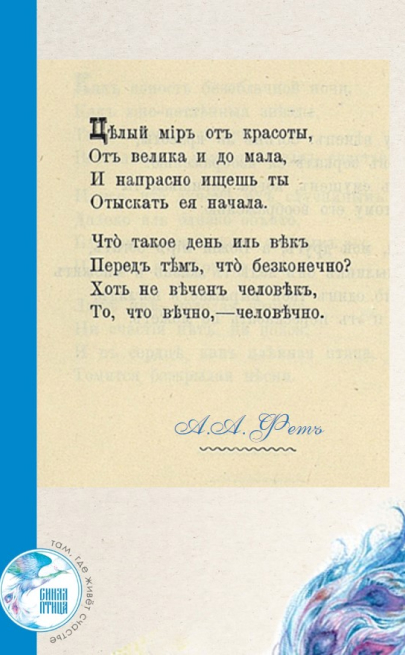 Цѣлый мiръ отъ красоты,
Отъ велика и до мала,
И напрасно ищешь ты
Отыскать ея начала.
Что̀ такое день иль вѣкъ
Передъ тѣмъ, что̀ безконечно?
Хоть не вѣченъ человѣкъ,
То, что вѣчно,—человѣчно.
А.А.Фетъ
там, где живёт счастье
СИНЯЯ
ПТИЦА